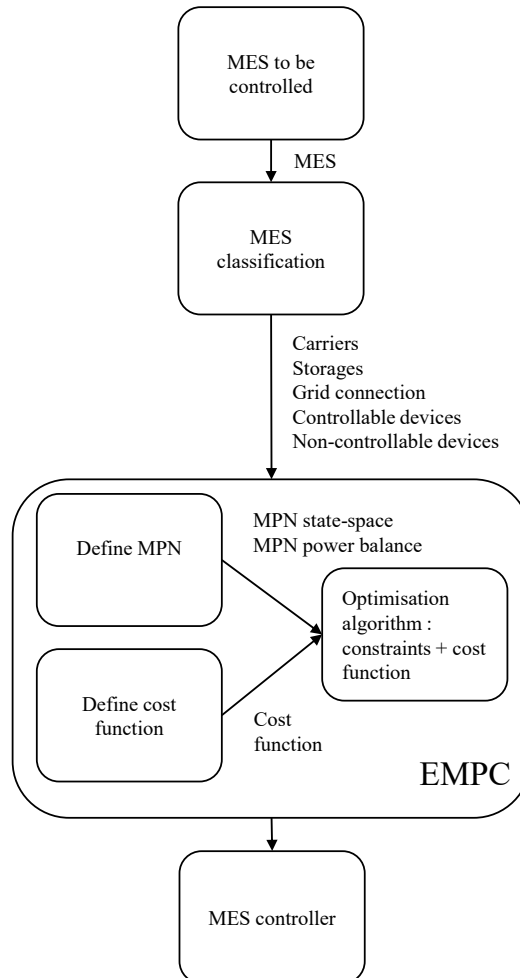 MES to be
controlled
MES
MES
classification
Carriers
Storages
Grid connection
Controllable devices
Non-controllable devices
Define MPN
MPN state-space
MPN power balance
Optimisation
algorithm :
constraints + cost
function
Define cost
function
Cost
function
EMPC
MES controller